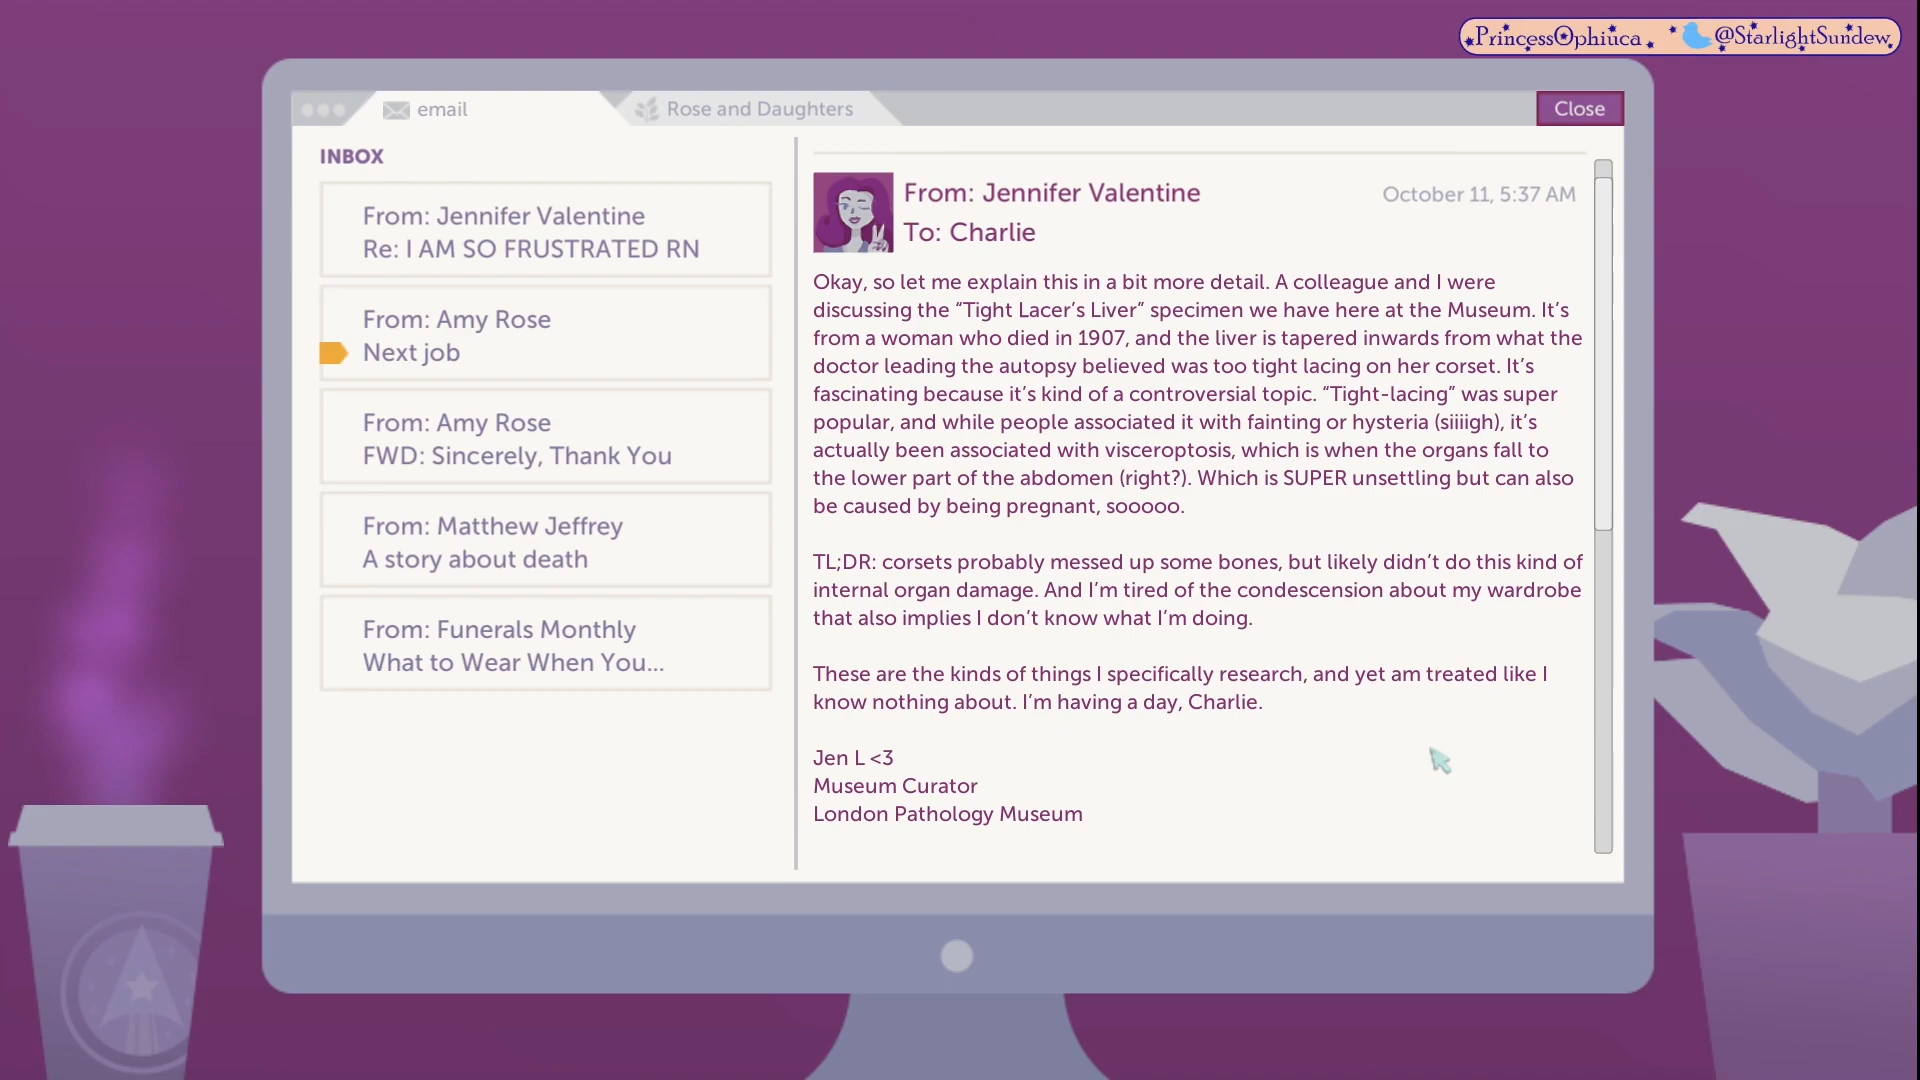 PrincessOphiuca @StarlightSundew
email
Rose and Daughters
Close
INBOX
From: Jennifer Valentine
Re: I AM SO FRUSTRATED RN
From: Amy Rose
Next job
From: Amy Rose
FWD: Sincerely, Thank You
From: Matthew Jeffrey
A story about death
From: Funerals Monthly
What to Wear When You...
From: Jennifer Valentine
October 11, 5:37 AM
To: Charlie
Okay, so let me explain this in a bit more detail. A colleague and I were
discussing the “Tight Lacer’s Liver” specimen we have here at the Museum. It’s
from a woman who died in 1907, and the liver is tapered inwards from what the
doctor leading the autopsy believed was too tight lacing on her corset. It’s
fascinating because it’s kind of a controversial topic. “Tight-lacing” was super
popular, and while people associated it with fainting or hysteria (siiiigh), it’s
actually been associated with visceroptosis, which is when the organs fall to
the lower part of the abdomen (right?). Which is SUPER unsettling but can also
be caused by being pregnant, sooooo.
TL;DR: corsets probably messed up some bones, but likely didn’t do this kind of
internal organ damage. And I’m tired of the condescension about my wardrobe
that also implies I don’t know what I’m doing.
These are the kinds of things I specifically research, and yet am treated like I
know nothing about. I’m having a day, Charlie.
Jen L <3
Museum Curator
London Pathology Museum